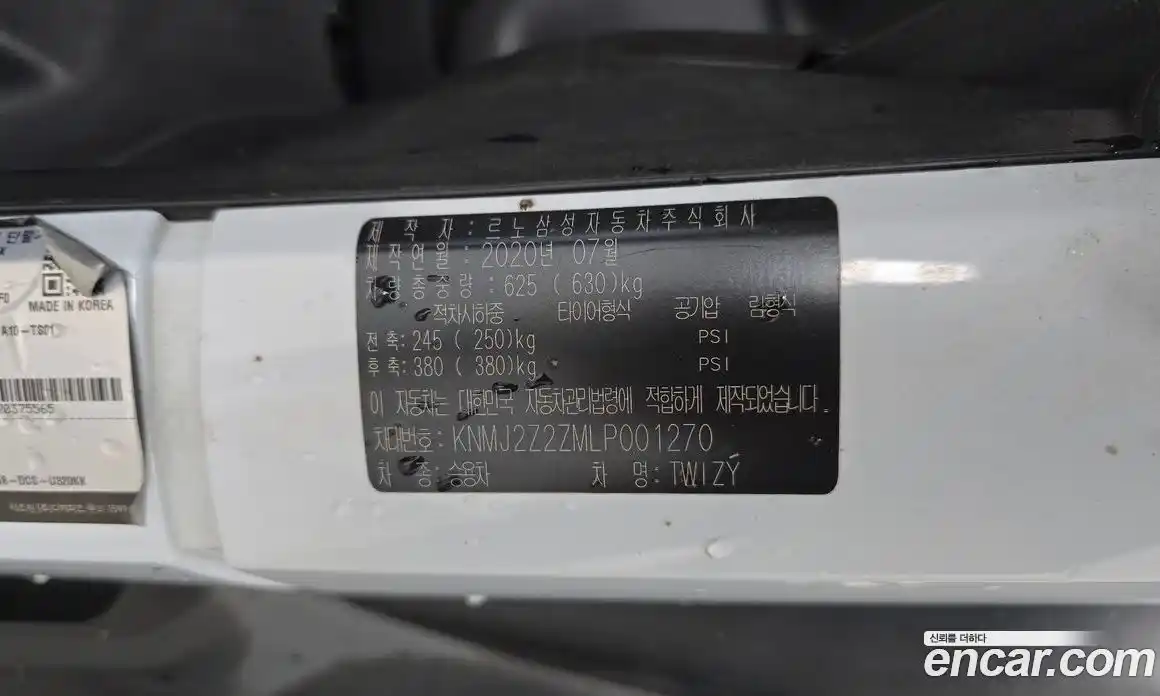 제 작 자 : 르노삼성자동차주식회사
제작연월 : 2020년 07월
차량 총 중량 : 625 ( 630)kg
적차시하중 타이어형식 공기압 림형식
전축: 245 ( 250)kg PSI
후축: 380 ( 380)kg PSI
이 자동차는 대한민국 자동차관리법령에 적합하게 제작되었습니다.
차대번호: KNMJ2Z2ZMLP001270
차 종: 승용차 차 명: TWIZY
MADE IN KOREA
A10-TS01
70375565
신뢰를 더하다
encar.com